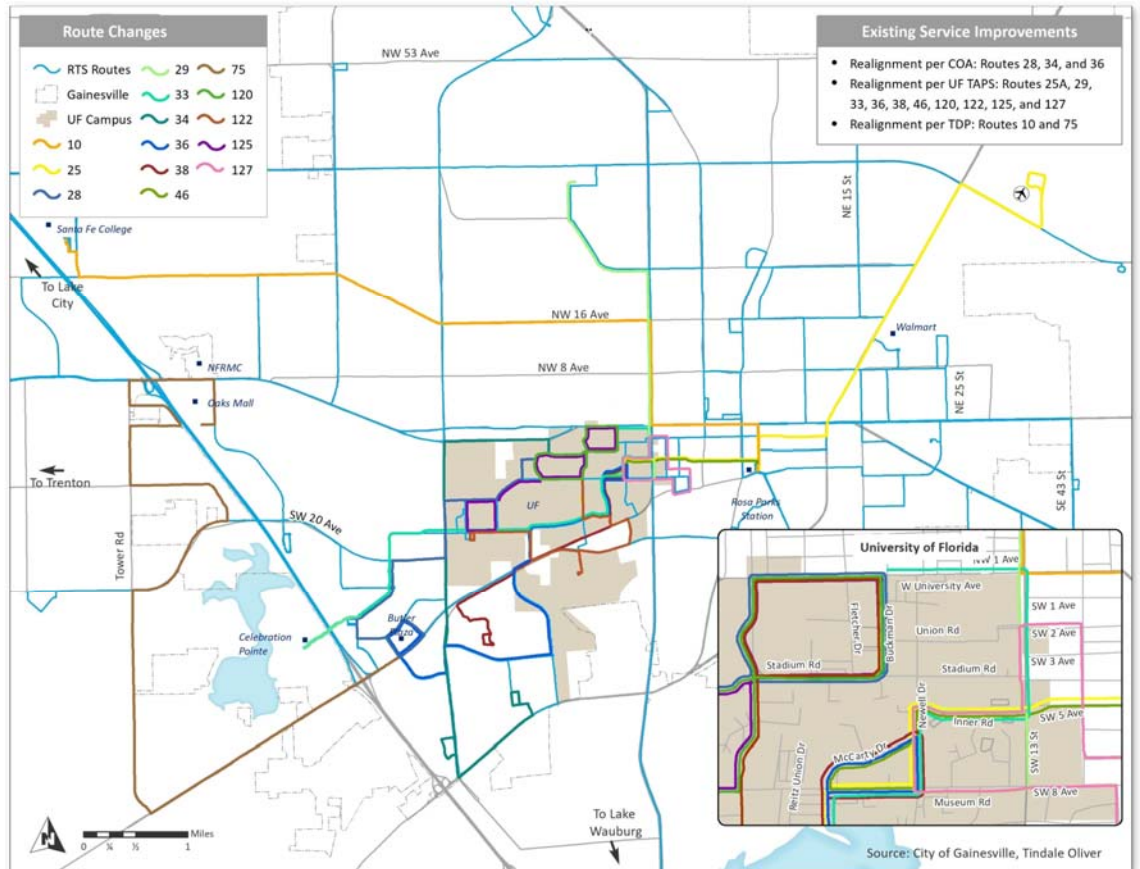 Route Changes
RTS Routes
Gainesville
UF Campus
10
25
28
29
33
34
36
38
46
75
120
122
125
127
Existing Service Improvements
• Realignment per COA: Routes 28, 34, and 36
• Realignment per UF TAPS: Routes 25A, 29,
33, 36, 38, 46, 120, 122, 125, and 127
• Realignment per TDP: Routes 10 and 75
NW 53 Ave
NE 15 St
Santa Fe College
To Lake
City
NW 16 Ave
Walmart
NFRMC
NW 8 Ave
Oaks Mall
NE 25 St
To Trenton
UF
Rosa Parks
Station
SE 43 St
SW 20 Ave
Tower Rd
Celebration
Pointe
Butler
Plaza
University of Florida
NW 1 Ave
W University Ave
SW 1 Ave
Fletcher Dr
Buckman Dr
Union Rd
SW 2 Ave
Stadium Rd
Stadium Rd
SW 3 Ave
Newell Dr
Inner Rd
SW 5 Ave
McCarty Dr
Reitz Union Dr
SW 13 St
Museum Rd
SW 8 Ave
N
Miles
0 ¼ ½ 1
To Lake
Wauburg
Source: City of Gainesville, Tindale Oliver